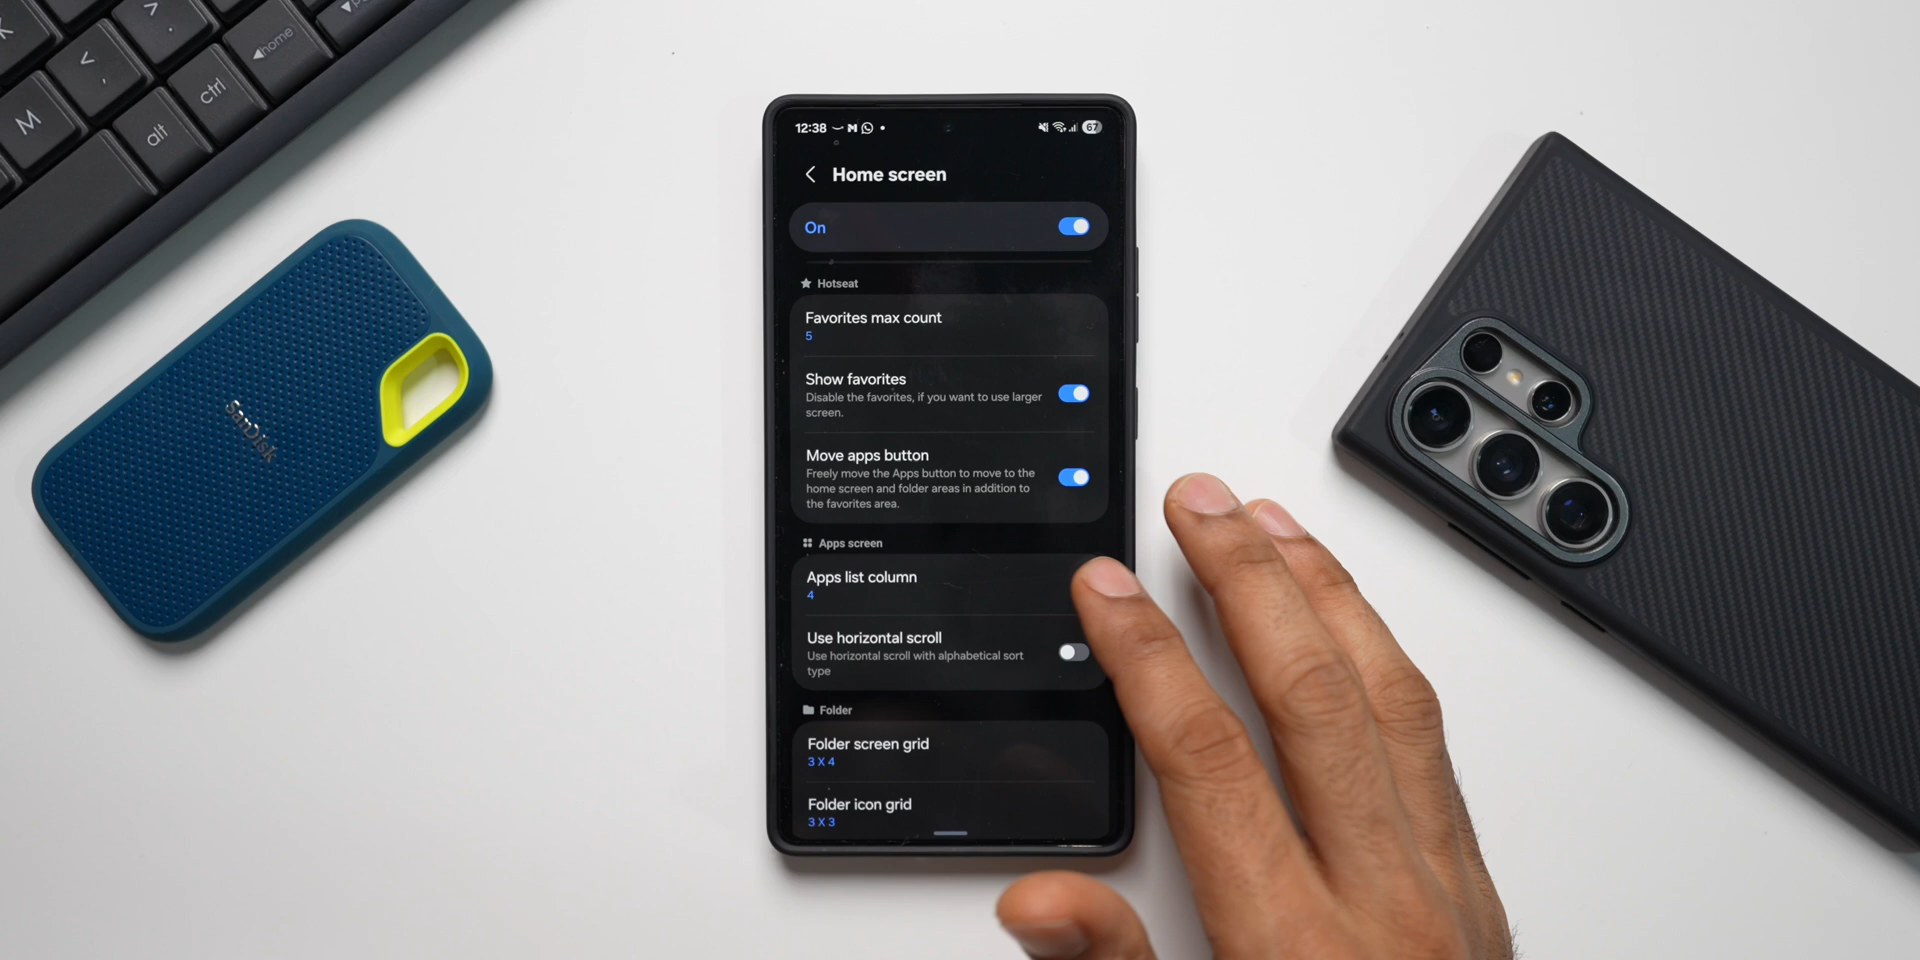 M
alt
ctrl
home
SanDisk
12:38
67
Home screen
On
Hotseat
Favorites max count
5
Show favorites
Disable the favorites, if you want to use larger
screen.
Move apps button
Freely move the Apps button to move to the
home screen and folder areas in addition to
the favorites area.
Apps screen
Apps list column
4
Use horizontal scroll
Use horizontal scroll with alphabetical sort
type
Folder
Folder screen grid
3 X 4
Folder icon grid
3 X 3